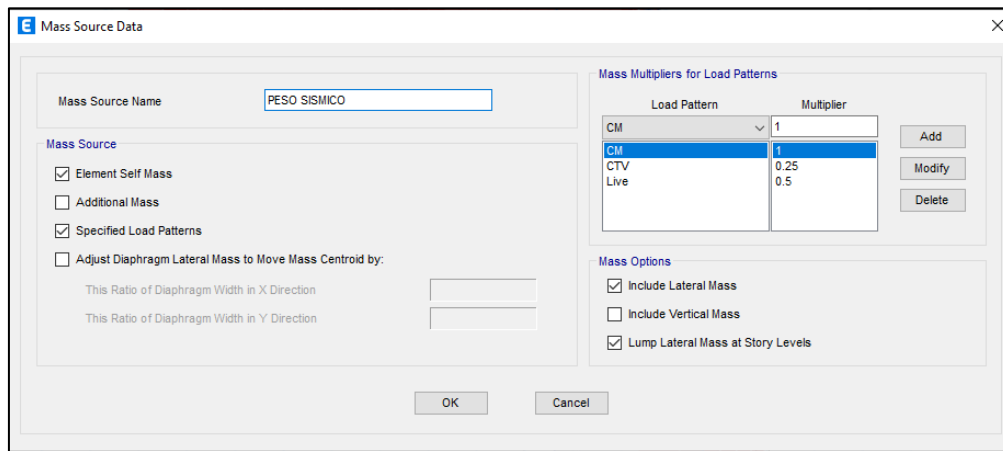 E Mass Source Data
Mass Source Name PESO SISMICO
Mass Source
Element Self Mass
Additional Mass
Specified Load Patterns
Adjust Diaphragm Lateral Mass to Move Mass Centroid by:
This Ratio of Diaphragm Width in X Direction
This Ratio of Diaphragm Width in Y Direction
Mass Multipliers for Load Patterns
Load Pattern Multiplier
CM 1
CM 1
CTV 0.25
Live 0.5
Add
Modify
Delete
Mass Options
Include Lateral Mass
Include Vertical Mass
Lump Lateral Mass at Story Levels
OK Cancel